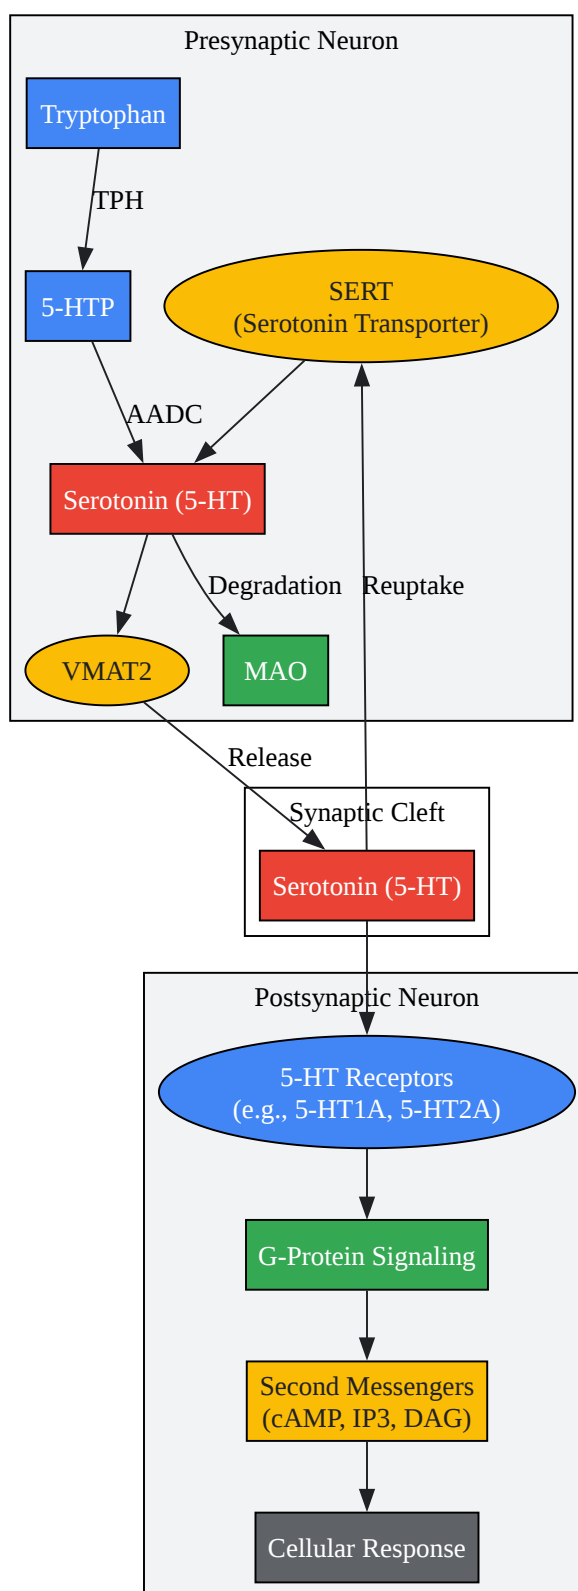 Presynaptic Neuron
Tryptophan
TPH
5-HTP
SERT
(Serotonin Transporter)
AADC
Serotonin (5-HT)
Degradation
Reuptake
VMAT2
MAO
Release
Synaptic Cleft
Serotonin (5-HT)
Postsynaptic Neuron
5-HT Receptors
(e.g., 5-HT1A, 5-HT2A)
G-Protein Signaling
Second Messengers
(cAMP, IP3, DAG)
Cellular Response